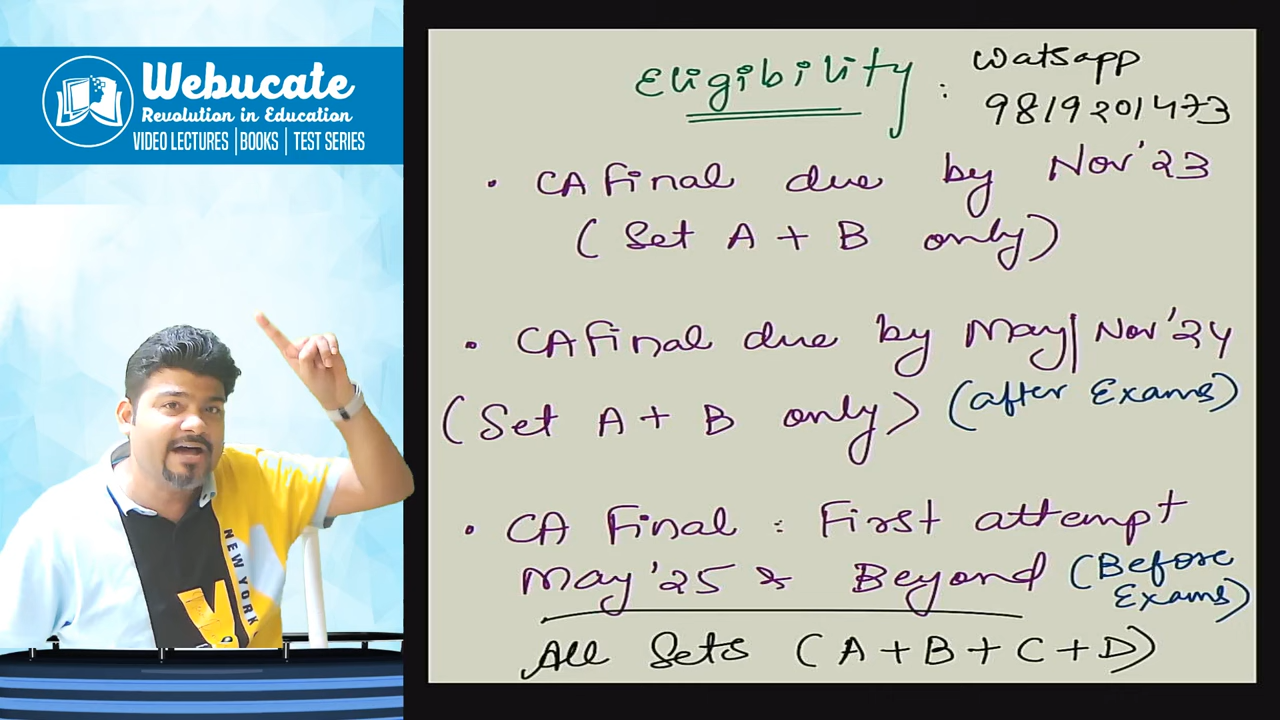 Webucate
Revolution in Education
VIDEO LECTURES | BOOKS | TEST SERIES
NEW YORK
Eligibility : Watsapp
9819201473
• CA Final due by Nov'23
(Set A + B only)
• CA Final due by May/Nov'24
(Set A + B only) (after Exams)
• CA Final : First attempt
May'25 & Beyond (Before
Exams)
All Sets (A+B+C+D)